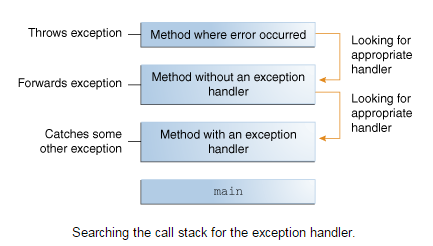 Throws exception
Method where error occurred
Looking for
appropriate
handler
Forwards exception
Method without an exception
handler
Looking for
appropriate
handler
Catches some
other exception
Method with an exception
handler
main
Searching the call stack for the exception handler.